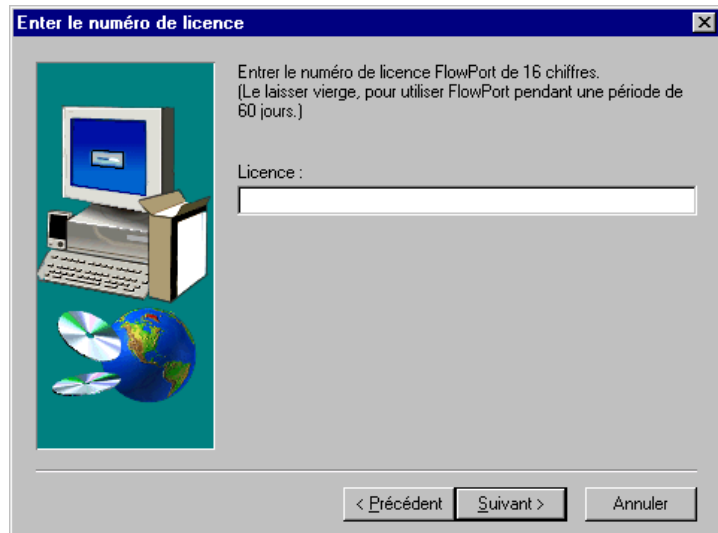 Enter le numéro de licence
Entrer le numéro de licence FlowPort de 16 chiffres.
(Le laisser vierge, pour utiliser FlowPort pendant une période de
60 jours.)
Licence :
< Précédent Suivant > Annuler